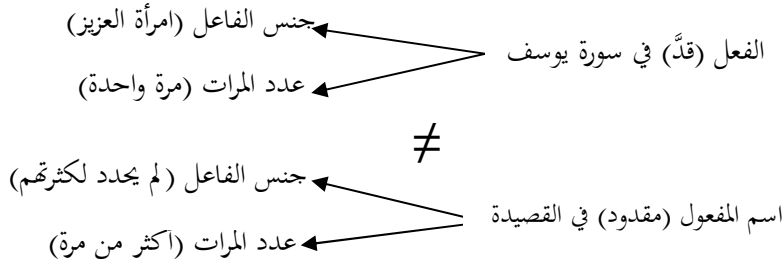 جنس الفاعل (امرأة العزيز)
الفعل (قدَّ) في سورة يوسف
عدد المرات (مرة واحدة)
≠
جنس الفاعل (لم يحدد لكثرتهم)
اسم المفعول (مقدود) في القصيدة
عدد المرات (أكثر من مرة)